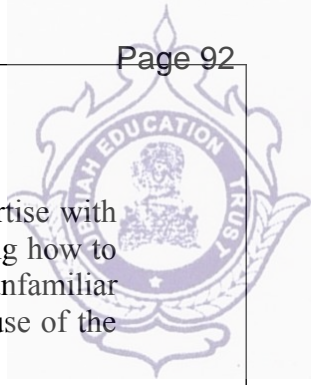 Page 92
EDUCATION
TRUST
rtise with
g how to
nfamiliar
use of the